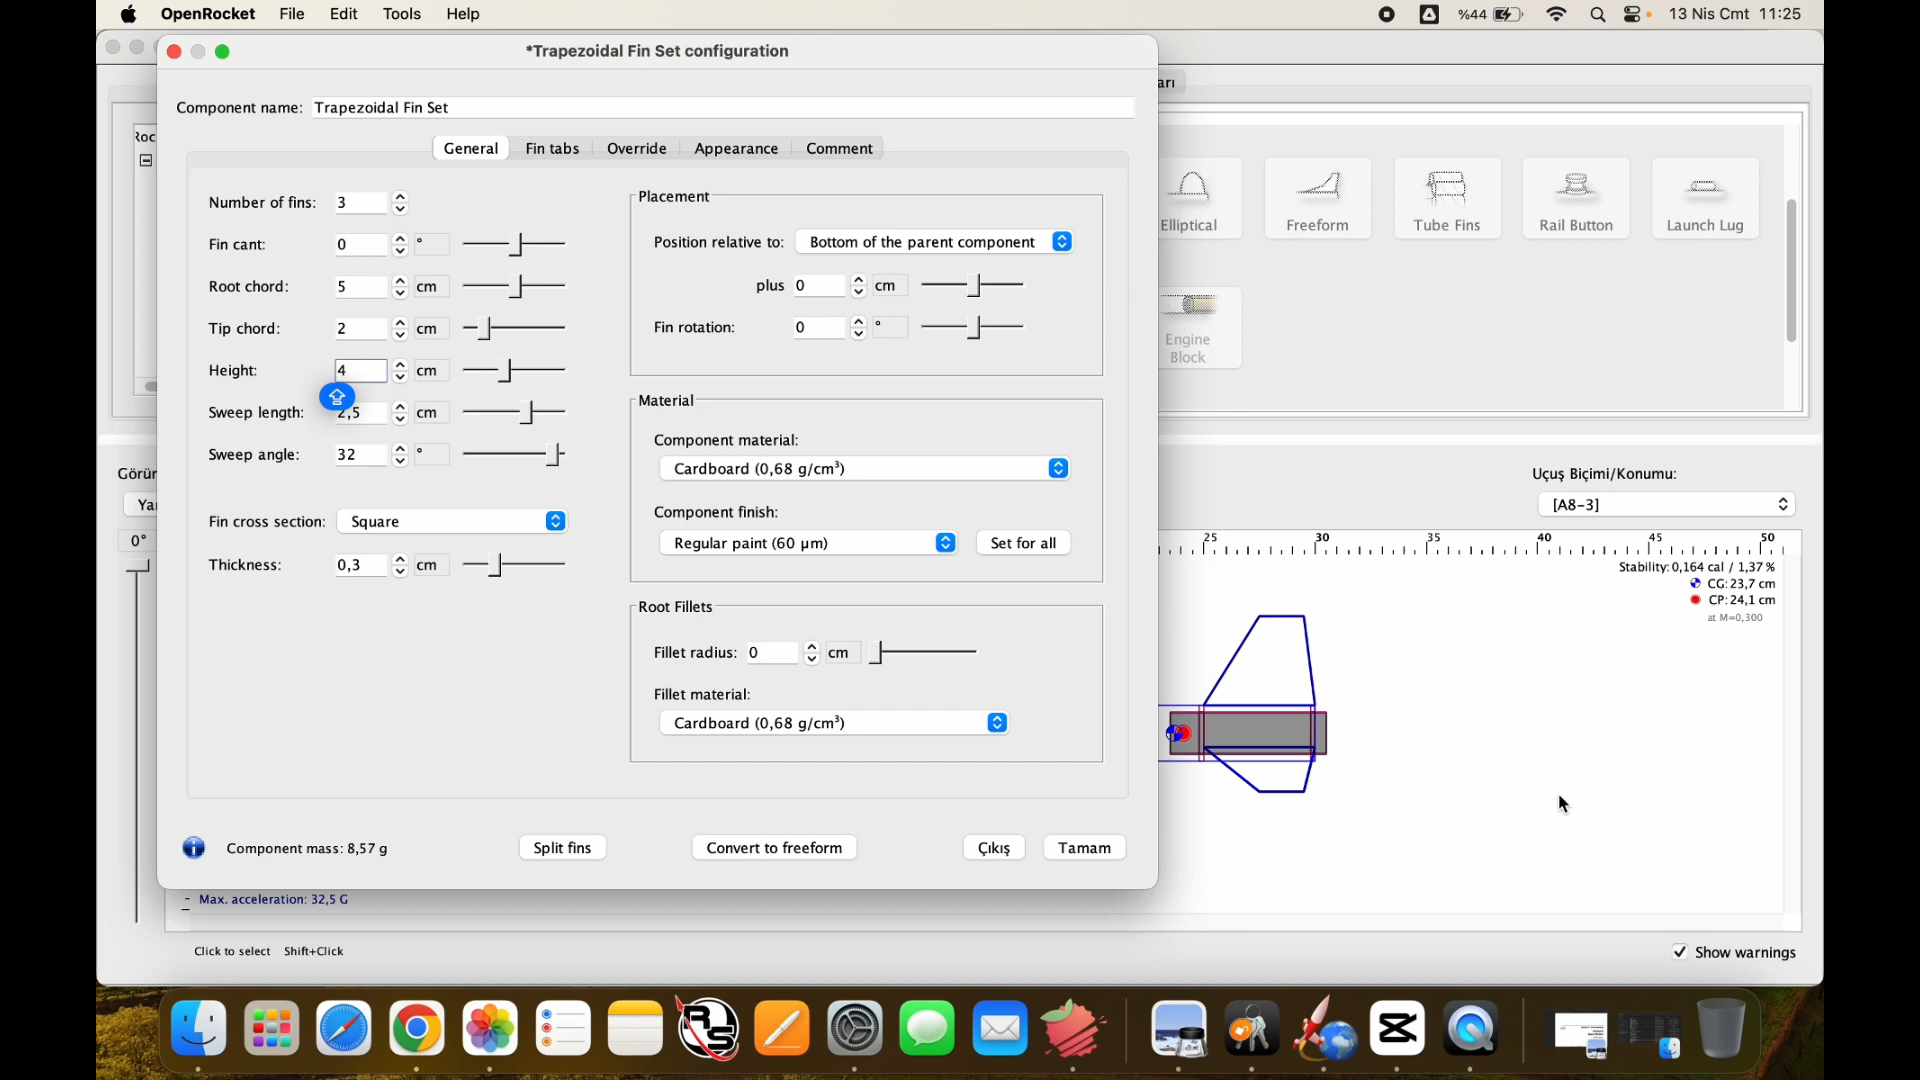 OpenRocket File Edit Tools Help
%44 13 Nis Cmt 11:25
*Trapezoidal Fin Set configuration
Component name: Trapezoidal Fin Set
General Fin tabs Override Appearance Comment
Number of fins: 3
Fin cant: 0 °
Root chord: 5 cm
Tip chord: 2 cm
Height: 4 cm
Sweep length: 2,5 cm
Sweep angle: 32 °
Fin cross section: Square
Thickness: 0,3 cm
Placement
Position relative to: Bottom of the parent component
plus 0 cm
Fin rotation: 0 °
Material
Component material:
Cardboard (0,68 g/cm³)
Component finish:
Regular paint (60 µm) Set for all
Root Fillets
Fillet radius: 0 cm
Fillet material:
Cardboard (0,68 g/cm³)
Component mass: 8,57 g Split fins Convert to freeform Çıkış Tamam
arı
Roc
Elliptical Freeform Tube Fins Rail Button Launch Lug
Engine
Block
Görür
Yar
0°
Uçuş Biçimi/Konumu:
[A8-3]
25 30 35 40 45 50
Stability: 0,164 cal / 1,37 %
CG: 23,7 cm
CP: 24,1 cm
at M=0,300
Max. acceleration: 32,5 G
Click to select Shift+Click
Show warnings
RS